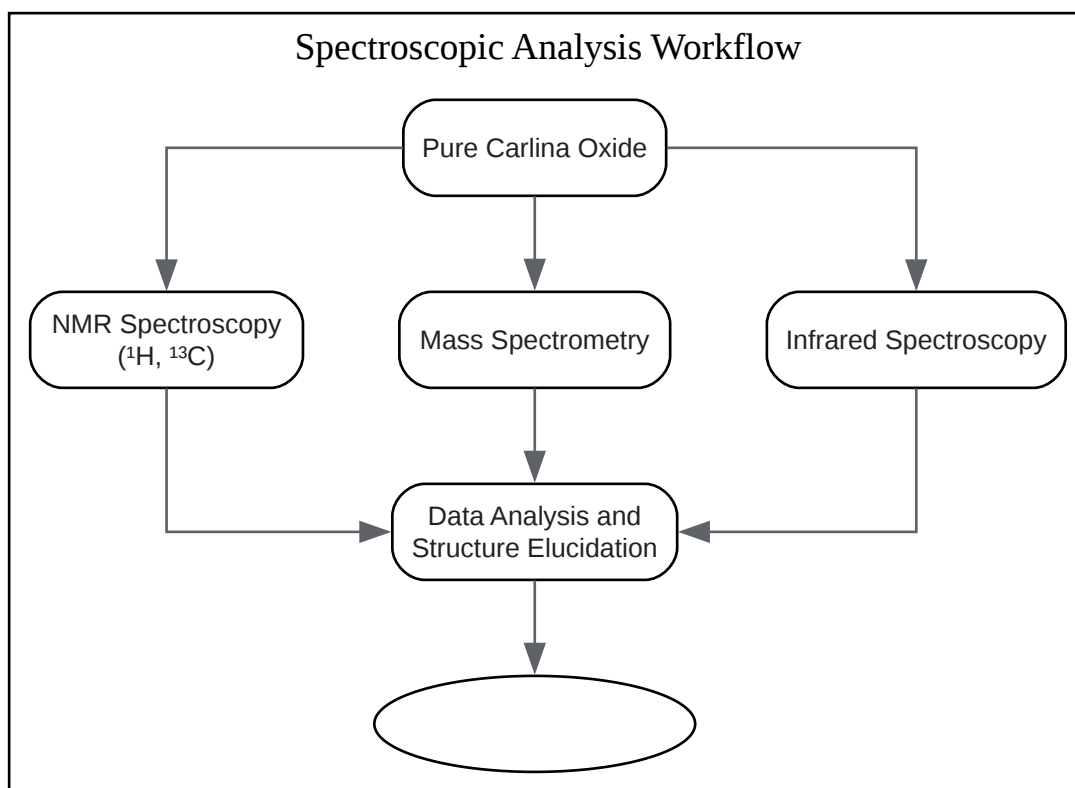 Spectroscopic Analysis Workflow
Pure Carlina Oxide
NMR Spectroscopy
(¹H, ¹³C)
Mass Spectrometry
Infrared Spectroscopy
Data Analysis and
Structure Elucidation